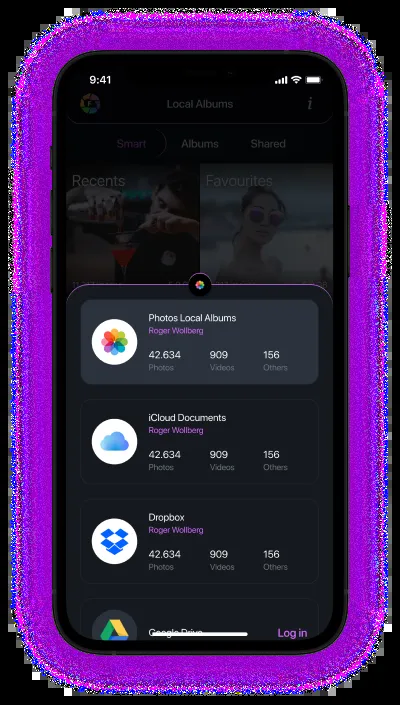 9:41
Local Albums
i
Smart Albums Shared
Recents Favourites
Photos Local Albums
Roger Wollberg
42.634 909 156
Photos Videos Others
iCloud Documents
Roger Wollberg
42.634 909 156
Photos Videos Others
Dropbox
Roger Wollberg
42.634 909 156
Photos Videos Others
Google Drive Log in